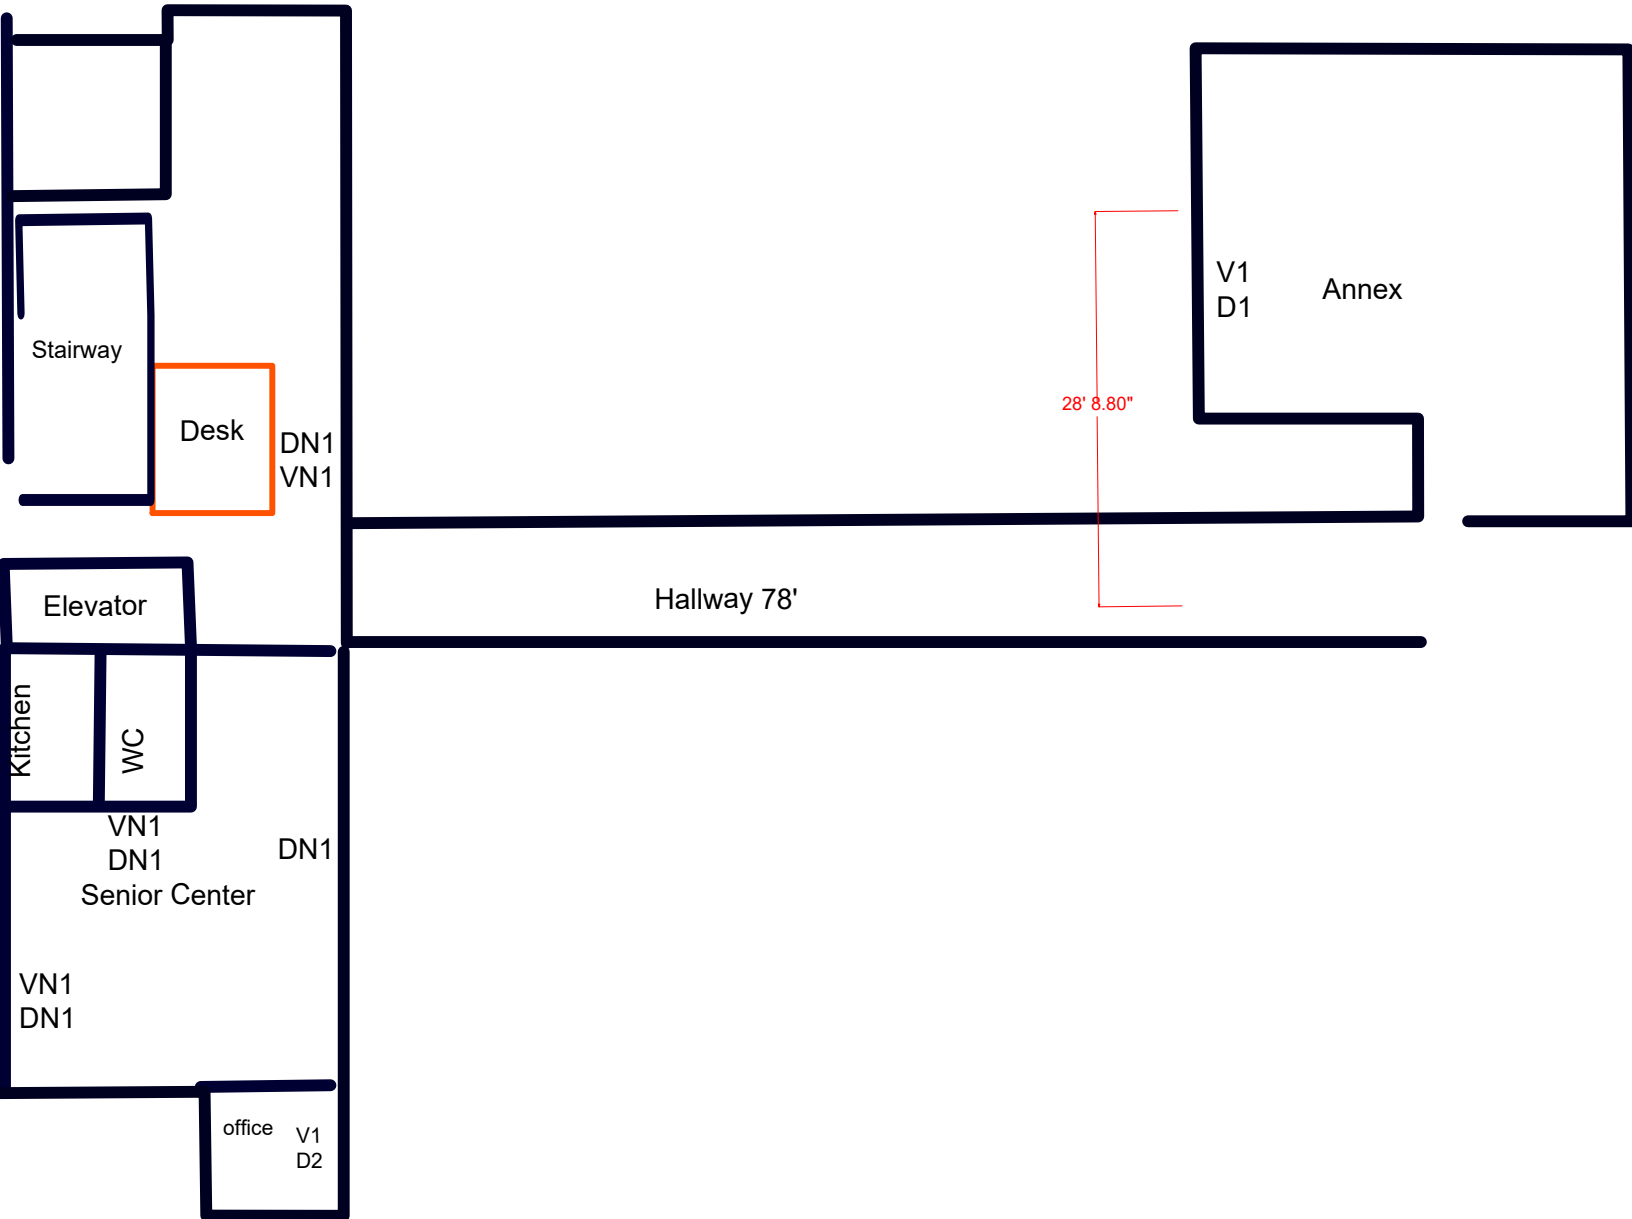 V1
D1
Annex
Stairway
28' 8.80"
Desk
DN1
VN1
Hallway 78'
Elevator
Kitchen
WC
VN1
DN1
DN1
Senior Center
VN1
DN1
office
V1
D2